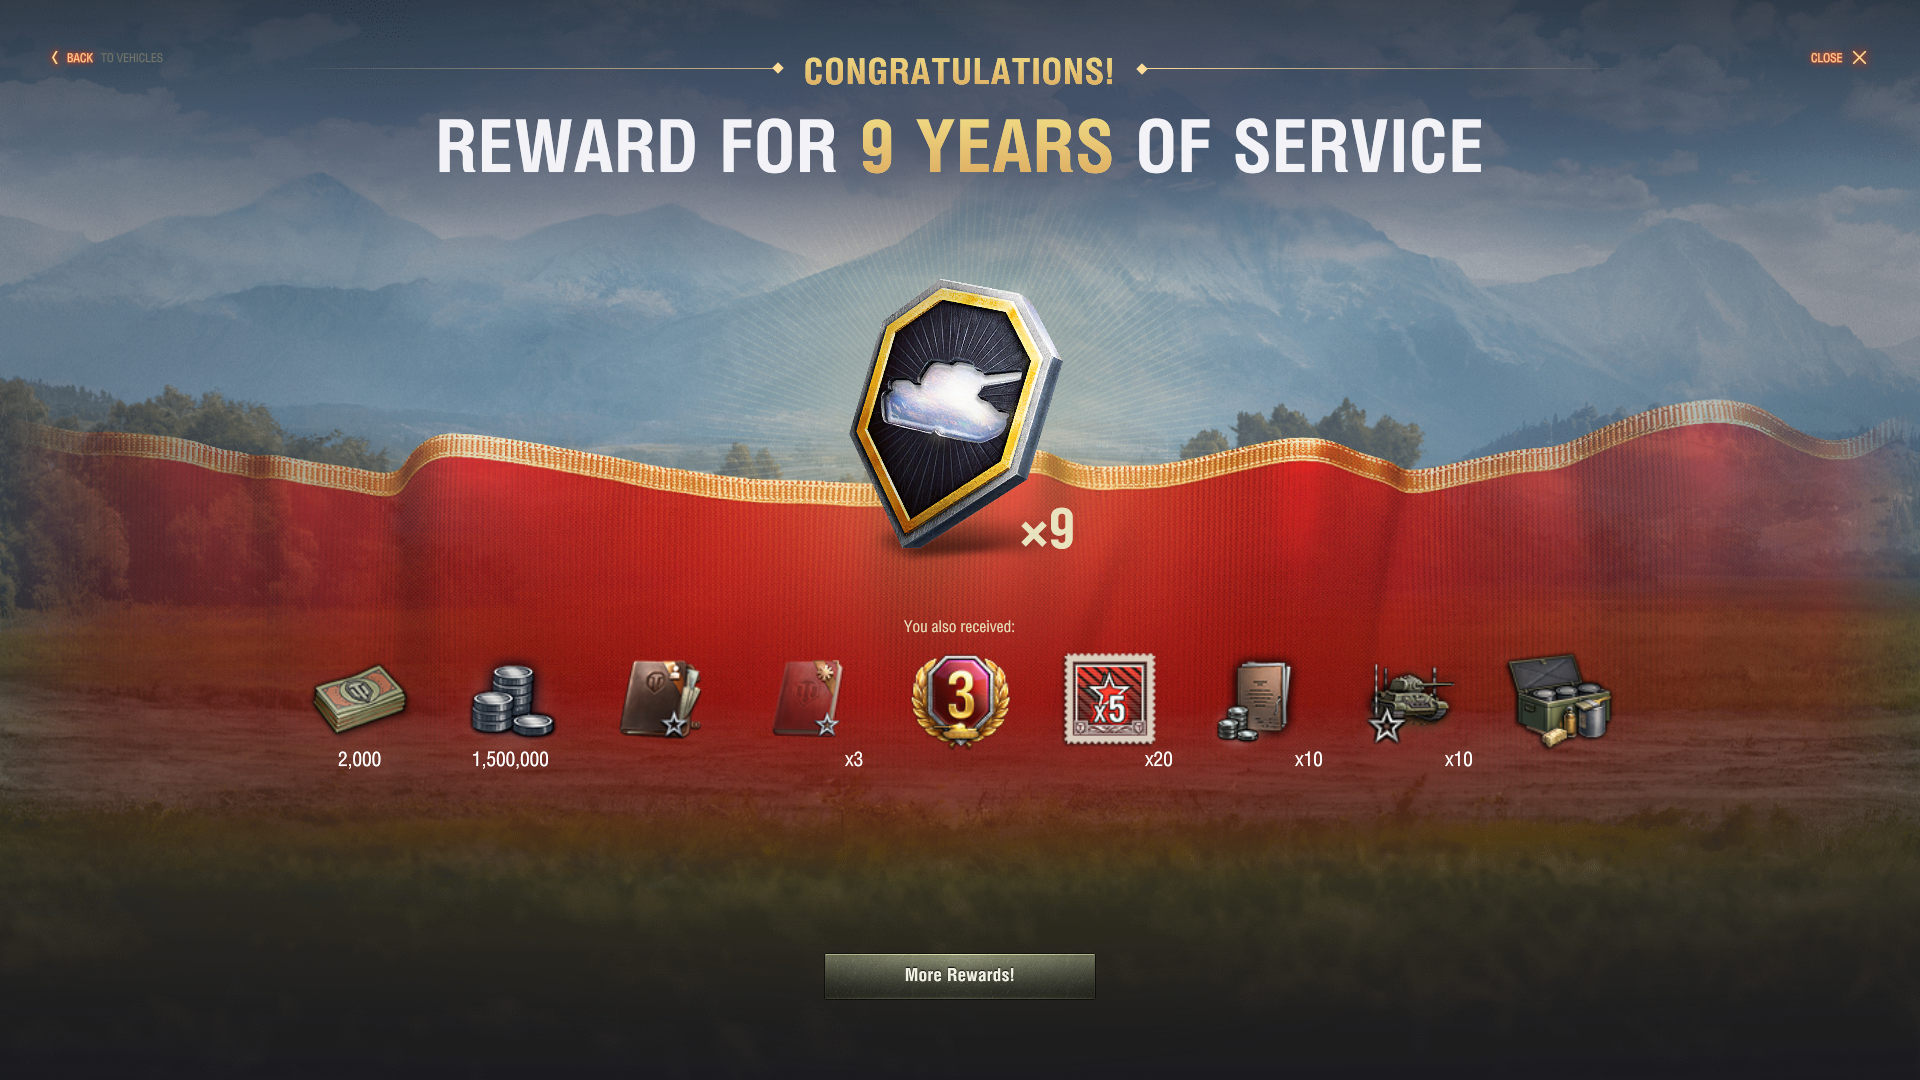 BACK TO VEHICLES
CLOSE
CONGRATULATIONS!
REWARD FOR 9 YEARS OF SERVICE
x9
You also received:
3
x5
2,000
1,500,000
x3
x20
x10
x10
More Rewards!